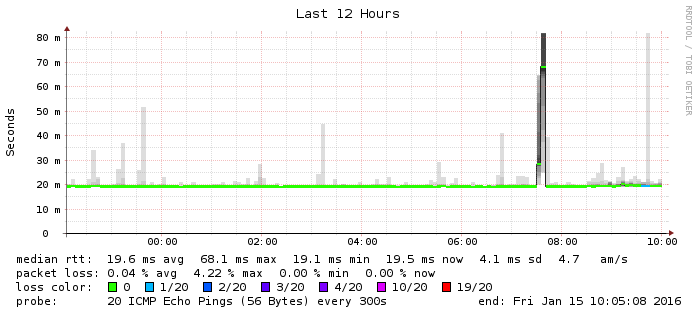 Last 12 Hours
RRDTOOL / TOBI OETIKER
Seconds
80 m
70 m
60 m
50 m
40 m
30 m
20 m
10 m
0
00:00 02:00 04:00 06:00 08:00 10:00
median rtt: 19.6 ms avg 68.1 ms max 19.1 ms min 19.5 ms now 4.1 ms sd 4.7 am/s
packet loss: 0.04 % avg 4.22 % max 0.00 % min 0.00 % now
loss color: 0 1/20 2/20 3/20 4/20 10/20 19/20
probe: 20 ICMP Echo Pings (56 Bytes) every 300s end: Fri Jan 15 10:05:08 2016